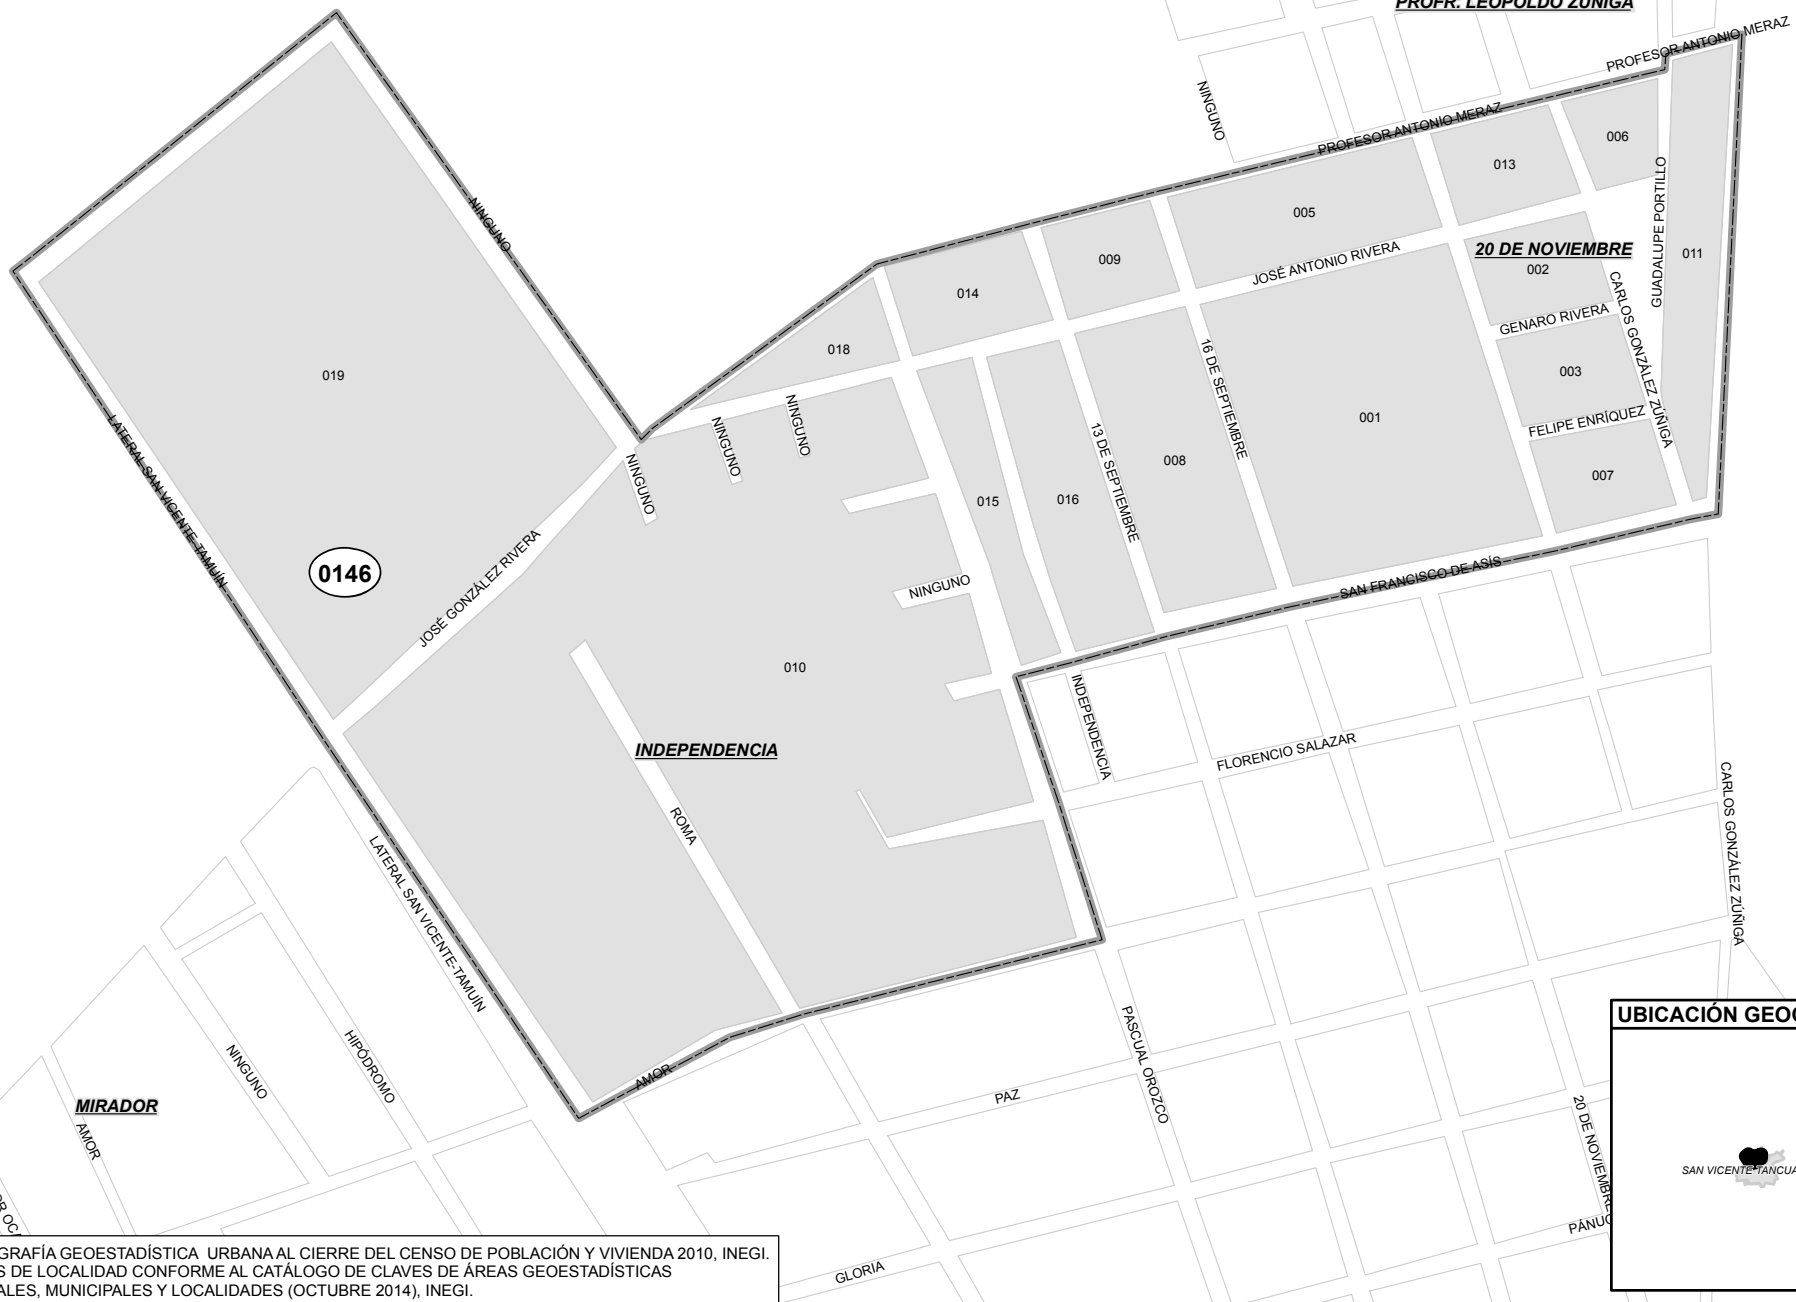 PROFR. LEOPOLDO ZÚÑIGA
PROFESOR ANTONIO MERAZ
NINGUNO
PROFESOR ANTONIO MERAZ
006
013
GUADALUPE PORTILLO
NINGUNO
005
20 DE NOVIEMBRE
011
009
JOSÉ ANTONIO RIVERA
002
014
CARLOS GONZÁLEZ ZÚÑIGA
GENARO RIVERA
018
16 DE SEPTIEMBRE
019
003
NINGUNO
NINGUNO
001
FELIPE ENRÍQUEZ
13 DE SEPTIEMBRE
008
NINGUNO
007
LATERAL SAN VICENTE-TAMUÍN
015
016
0146
JOSÉ GONZÁLEZ RIVERA
NINGUNO
SAN FRANCISCO DE ASÍS
010
INDEPENDENCIA
INDEPENDENCIA
FLORENCIO SALAZAR
ROMA
CARLOS GONZÁLEZ ZÚÑIGA
LATERAL SAN VICENTE-TAMUÍN
UBICACIÓN GEOG
PASCUAL OROZCO
HIPÓDROMO
NINGUNO
AMOR
PAZ
MIRADOR
AMOR
20 DE NOVIEMBRE
SAN VICENTE TANCUA
PÁNUC
GLORIA
GRAFÍA GEOESTADÍSTICA URBANA AL CIERRE DEL CENSO DE POBLACIÓN Y VIVIENDA 2010, INEGI.
S DE LOCALIDAD CONFORME AL CATÁLOGO DE CLAVES DE ÁREAS GEOESTADÍSTICAS
ALES, MUNICIPALES Y LOCALIDADES (OCTUBRE 2014), INEGI.